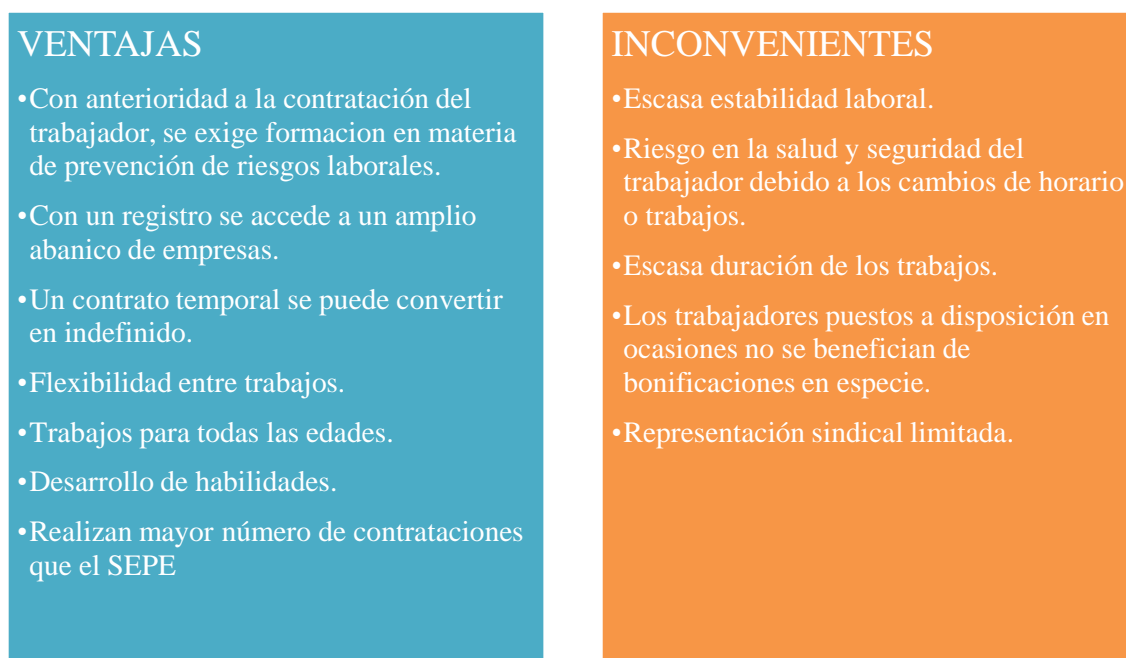 VENTAJAS
•Con anterioridad a la contratación del
trabajador, se exige formacion en materia
de prevención de riesgos laborales.
•Con un registro se accede a un amplio
abanico de empresas.
•Un contrato temporal se puede convertir
en indefinido.
•Flexibilidad entre trabajos.
•Trabajos para todas las edades.
•Desarrollo de habilidades.
•Realizan mayor número de contrataciones
que el SEPE
INCONVENIENTES
•Escasa estabilidad laboral.
•Riesgo en la salud y seguridad del
trabajador debido a los cambios de horario
o trabajos.
•Escasa duración de los trabajos.
•Los trabajadores puestos a disposición en
ocasiones no se benefician de
bonificaciones en especie.
•Representación sindical limitada.